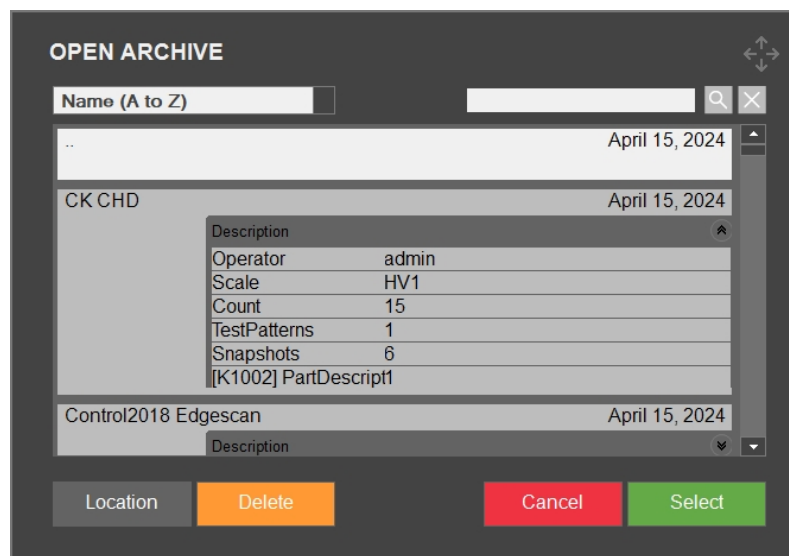 OPEN ARCHIVE
Name (A to Z)
.. April 15, 2024
CK CHD April 15, 2024
Description
Operator admin
Scale HV1
Count 15
TestPatterns 1
Snapshots 6
[K1002] PartDescript1
Control2018 Edgescan April 15, 2024
Description
Location Delete Cancel Select